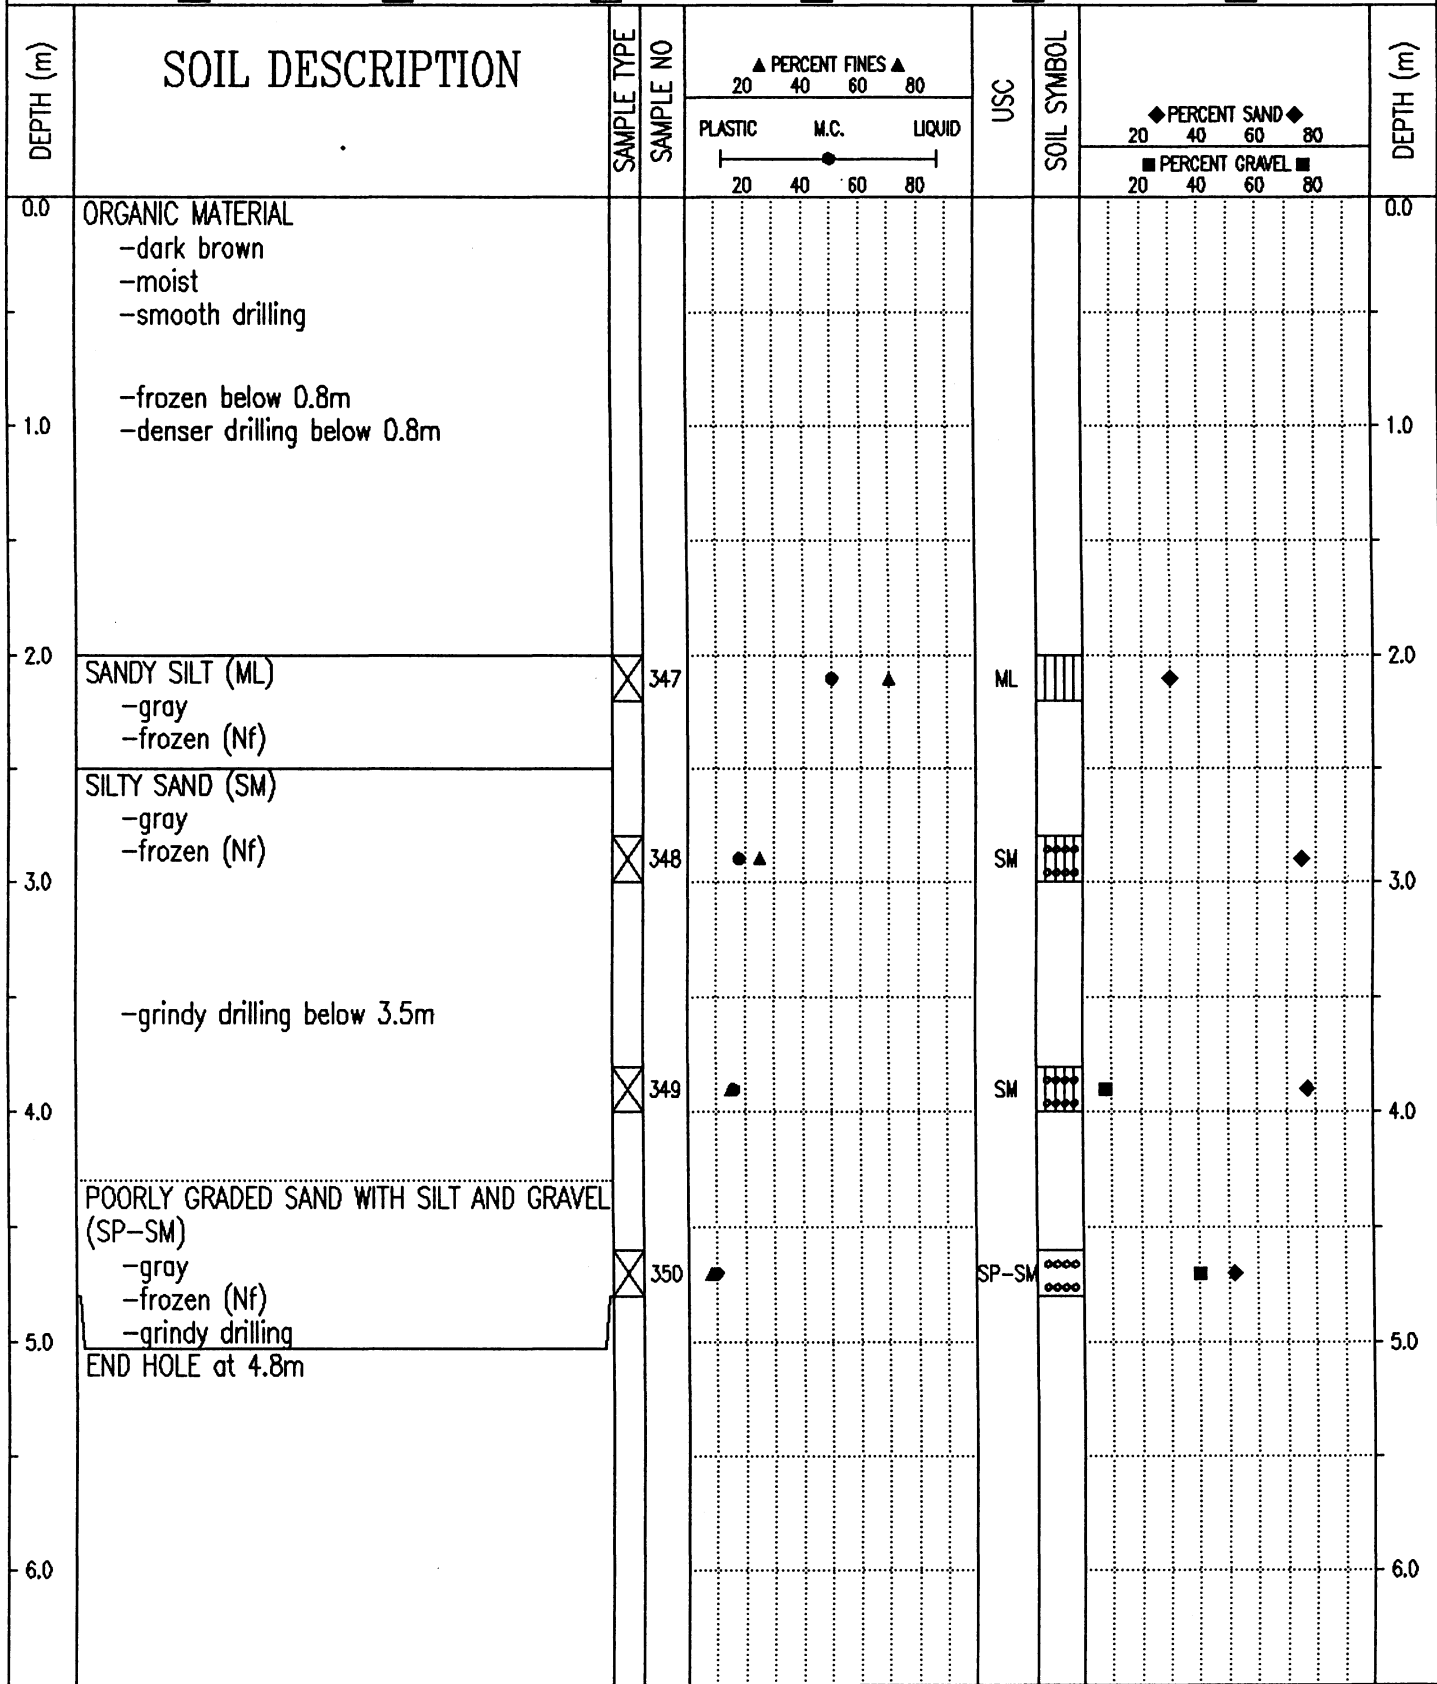 DEPTH (m)
SOIL DESCRIPTION
SAMPLE TYPE
SAMPLE NO
▲ PERCENT FINES ▲
20 40 60 80
PLASTIC M.C. LIQUID
20 40 60 80
USC
SOIL SYMBOL
◆ PERCENT SAND ◆
20 40 60 80
■ PERCENT GRAVEL ■
20 40 60 80
DEPTH (m)
0.0 ORGANIC MATERIAL 0.0
-dark brown
-moist
-smooth drilling
-frozen below 0.8m
1.0 -denser drilling below 0.8m 1.0
2.0 2.0
SANDY SILT (ML) 347 ML
-gray
-frozen (Nf)
SILTY SAND (SM)
-gray
-frozen (Nf) 348 SM
3.0 3.0
-grindy drilling below 3.5m
349 SM
4.0 4.0
POORLY GRADED SAND WITH SILT AND GRAVEL
(SP-SM)
-gray 350 SP-SM
-frozen (Nf)
5.0 -grindy drilling 5.0
END HOLE at 4.8m
6.0 6.0